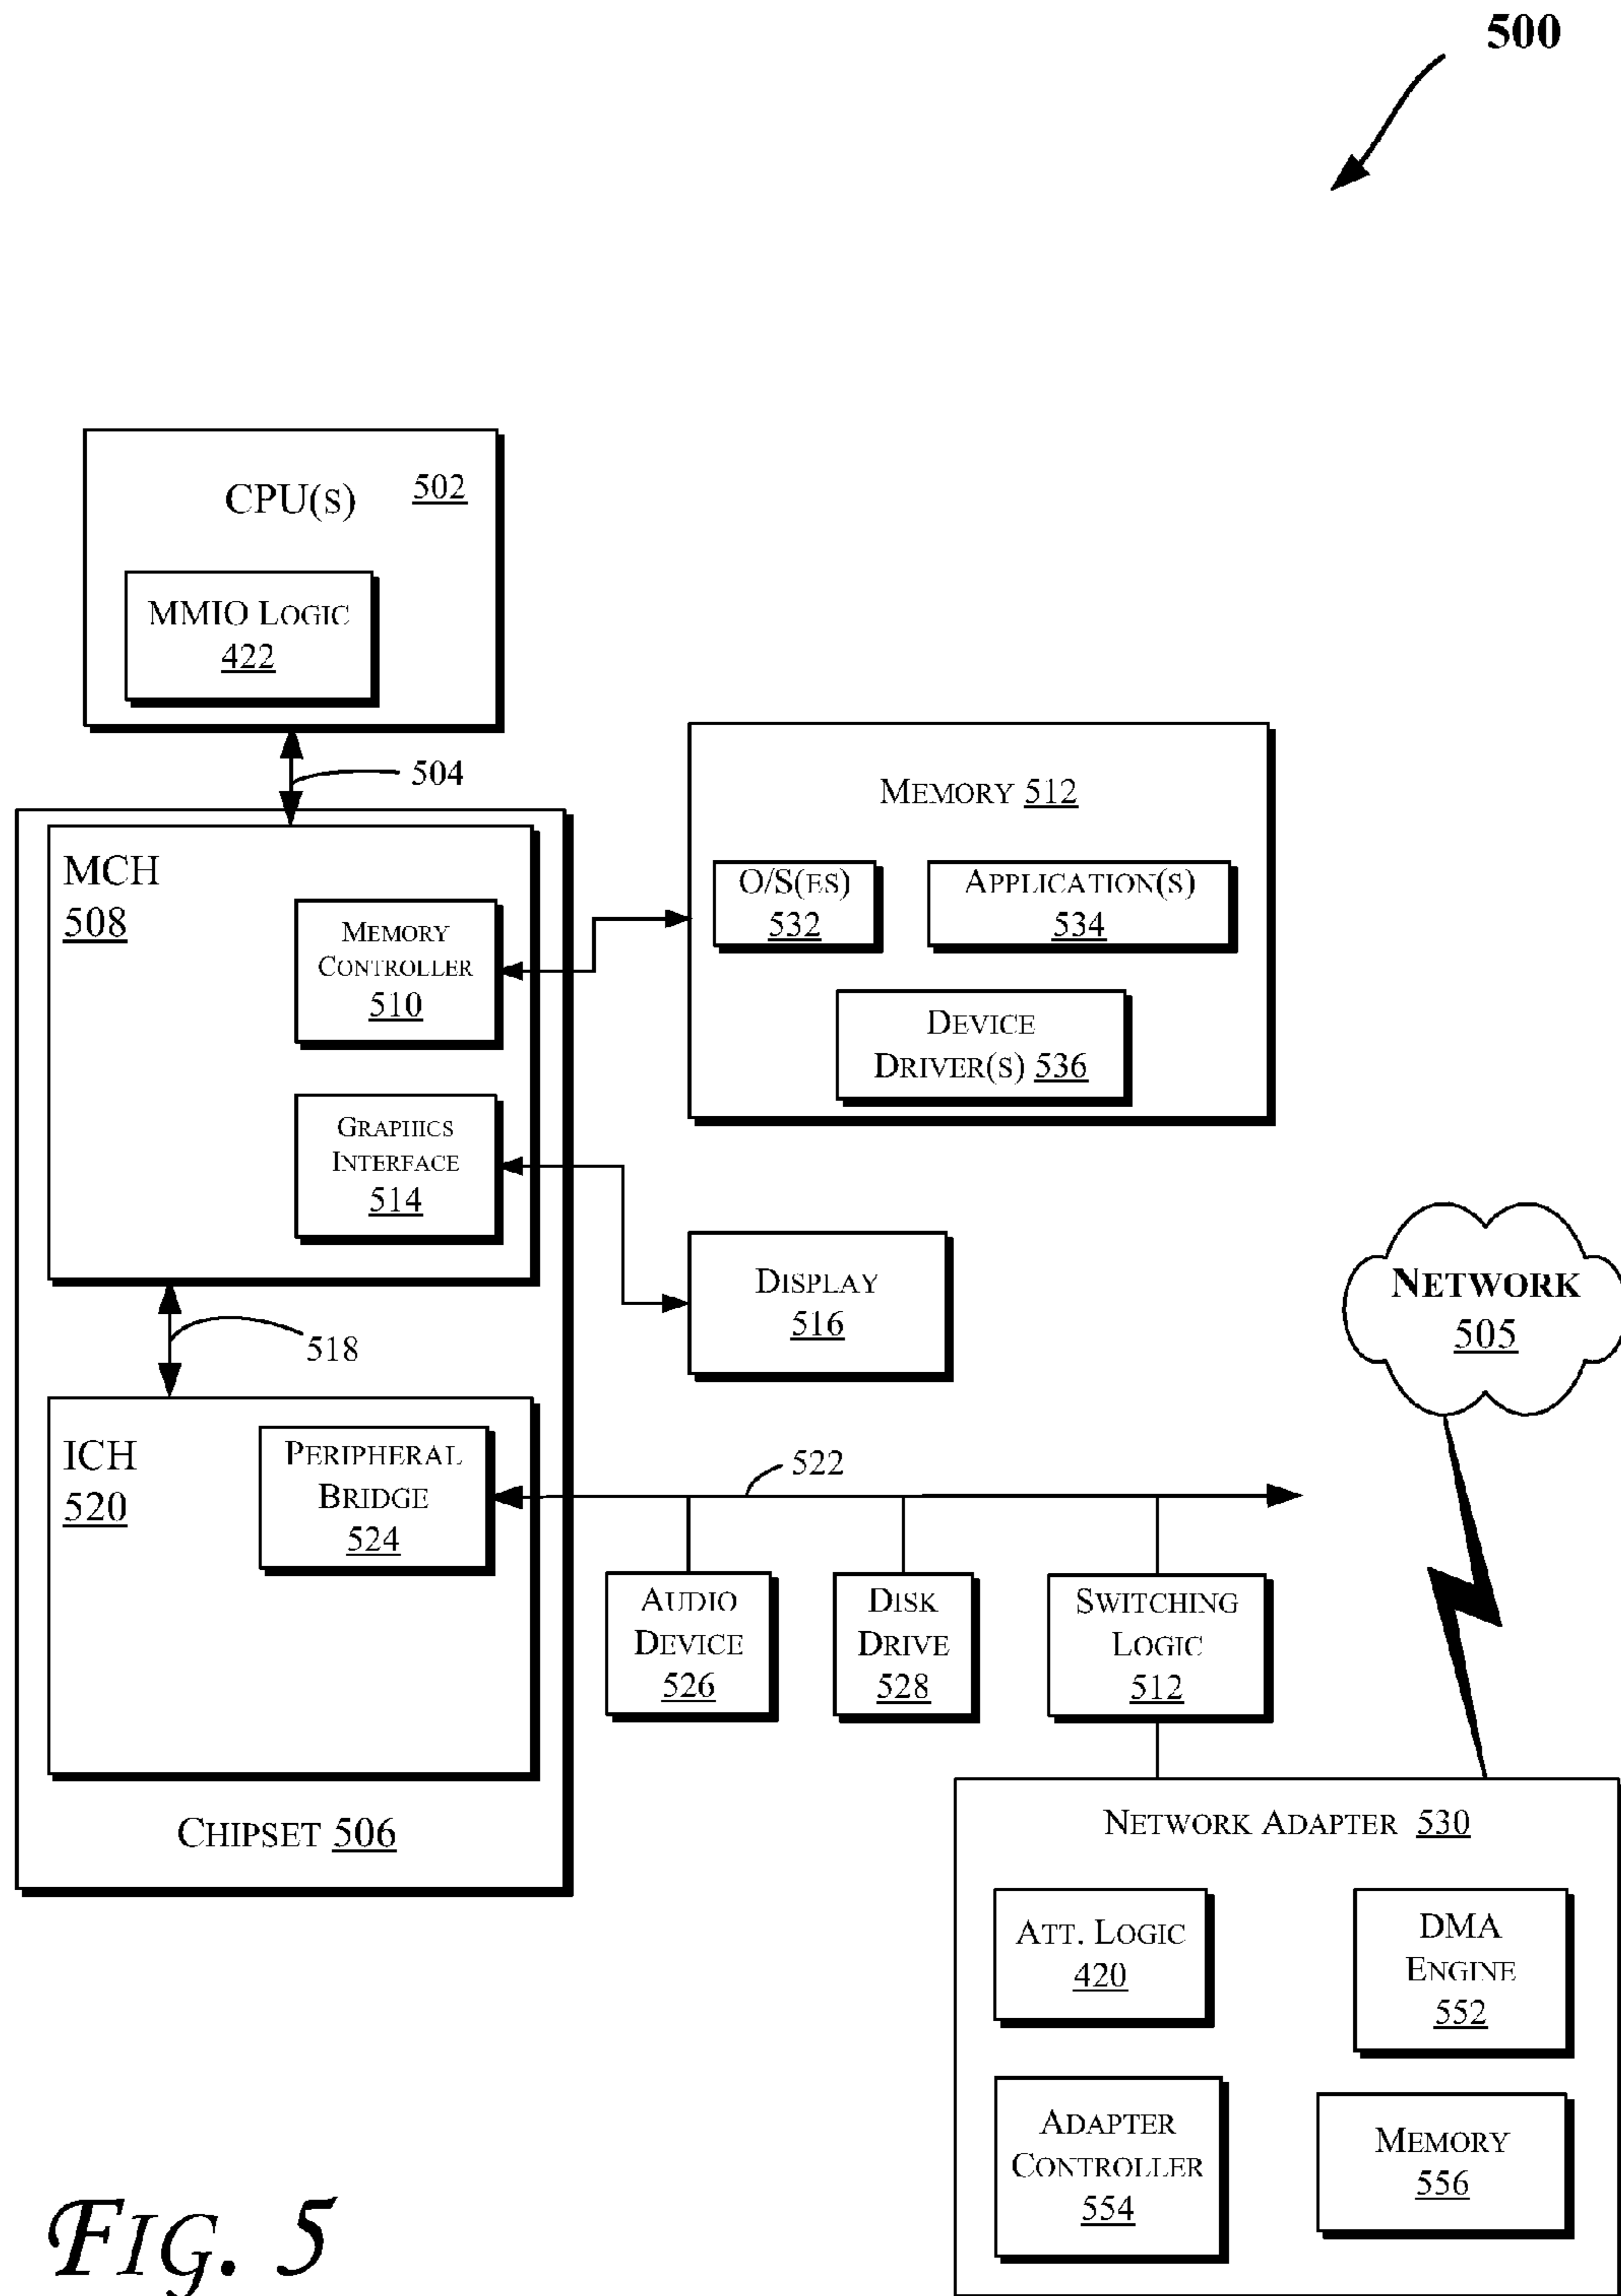 500
CPU(s)
502
MMIO Logic
422
504
Memory 512
O/S(es)
532
Application(s)
534
Device
Driver(s) 536
MCH
508
Memory
Controller
510
Graphics
Interface
514
Display
516
518
Network
505
ICH
520
Peripheral
Bridge
524
522
Audio
Device
526
Disk
Drive
528
Switching
Logic
512
Chipset 506
Network Adapter 530
Att. Logic
420
DMA
Engine
552
Adapter
Controller
554
Memory
556
Fig. 5